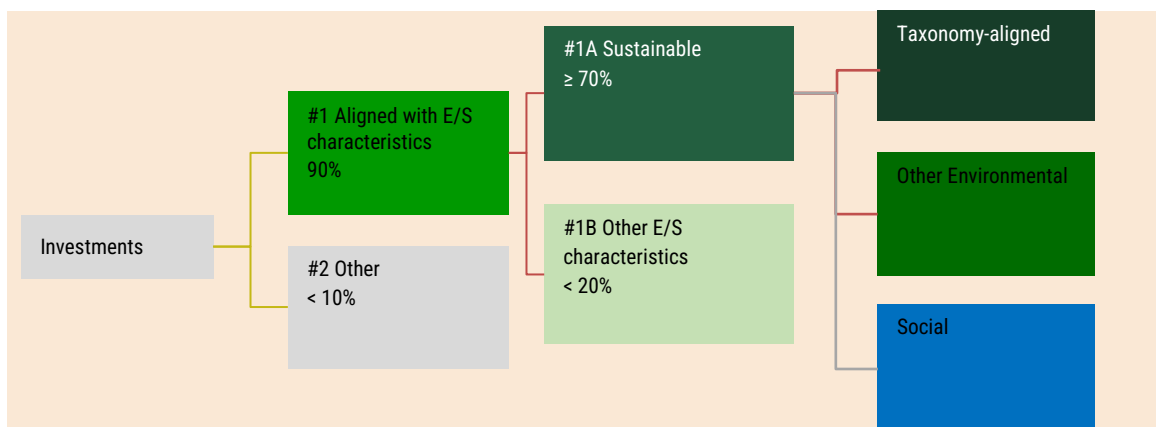 Investments
#1 Aligned with E/S
characteristics
90%
#2 Other
< 10%
#1A Sustainable
≥ 70%
#1B Other E/S
characteristics
< 20%
Taxonomy-aligned
Other Environmental
Social